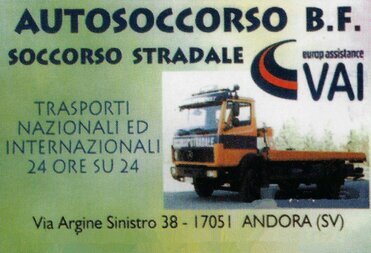 AUTOSOCCORSO B.F.
SOCCORSO STRADALE
europ assistance
VAI
TRASPORTI
NAZIONALI ED
INTERNAZIONALI
24 ORE SU 24
STRADALE
Via Argine Sinistro 38 - 17051 ANDORA (SV)